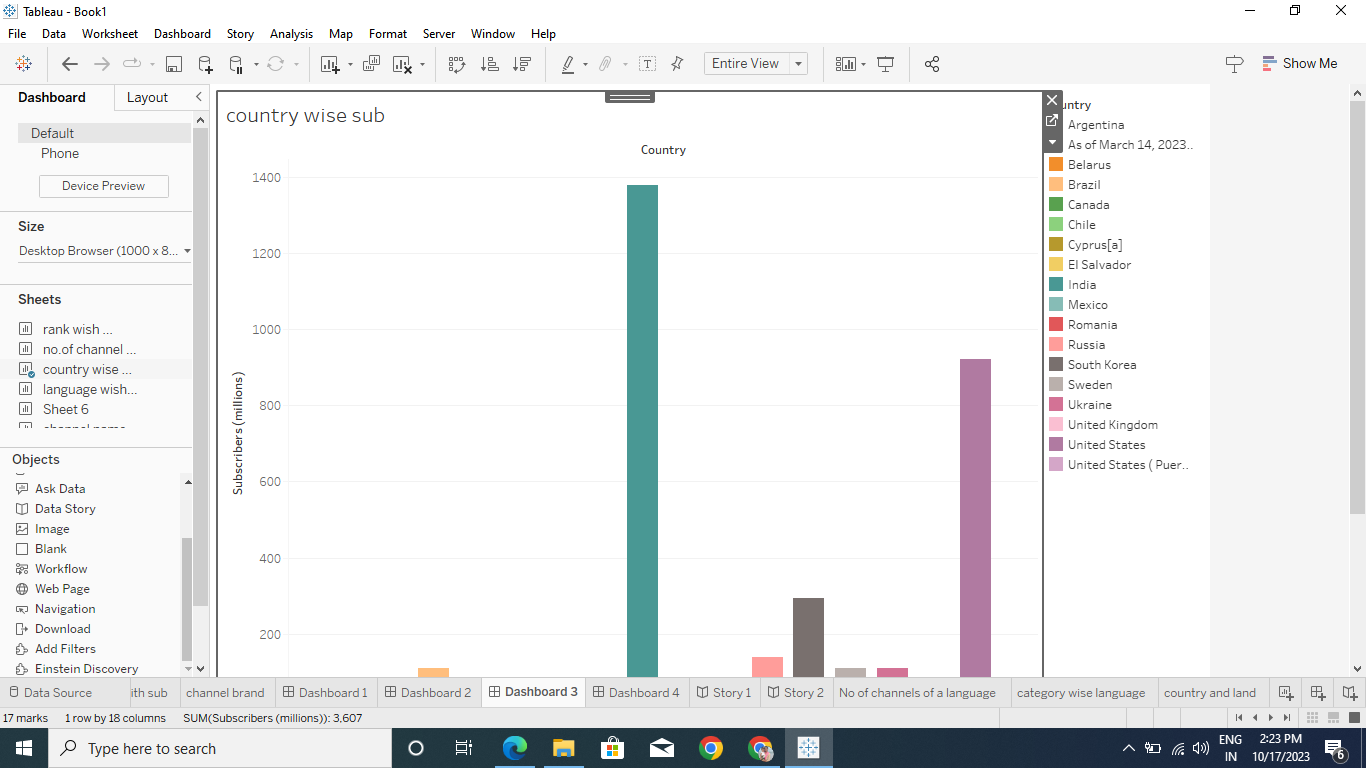 Tableau - Book1
File Data Worksheet Dashboard Story Analysis Map Format Server Window Help
Entire View
Show Me
Dashboard Layout
Default
Phone
Device Preview
Size
Desktop Browser (1000 x 8...
Sheets
rank wish ...
no.of channel ...
country wise ...
language wish...
Sheet 6
Objects
Ask Data
Data Story
Image
Blank
Workflow
Web Page
Navigation
Download
Add Filters
Einstein Discovery
country wise sub
Country
Subscribers (millions)
1400
1200
1000
800
600
400
200
untry
Argentina
As of March 14, 2023..
Belarus
Brazil
Canada
Chile
Cyprus[a]
El Salvador
India
Mexico
Romania
Russia
South Korea
Sweden
Ukraine
United Kingdom
United States
United States ( Puer..
Data Source ith sub channel brand Dashboard 1 Dashboard 2 Dashboard 3 Dashboard 4 Story 1 Story 2 No of channels of a language category wise language country and land
17 marks 1 row by 18 columns SUM(Subscribers (millions)): 3,607
Type here to search
ENG
IN
2:23 PM
10/17/2023
6